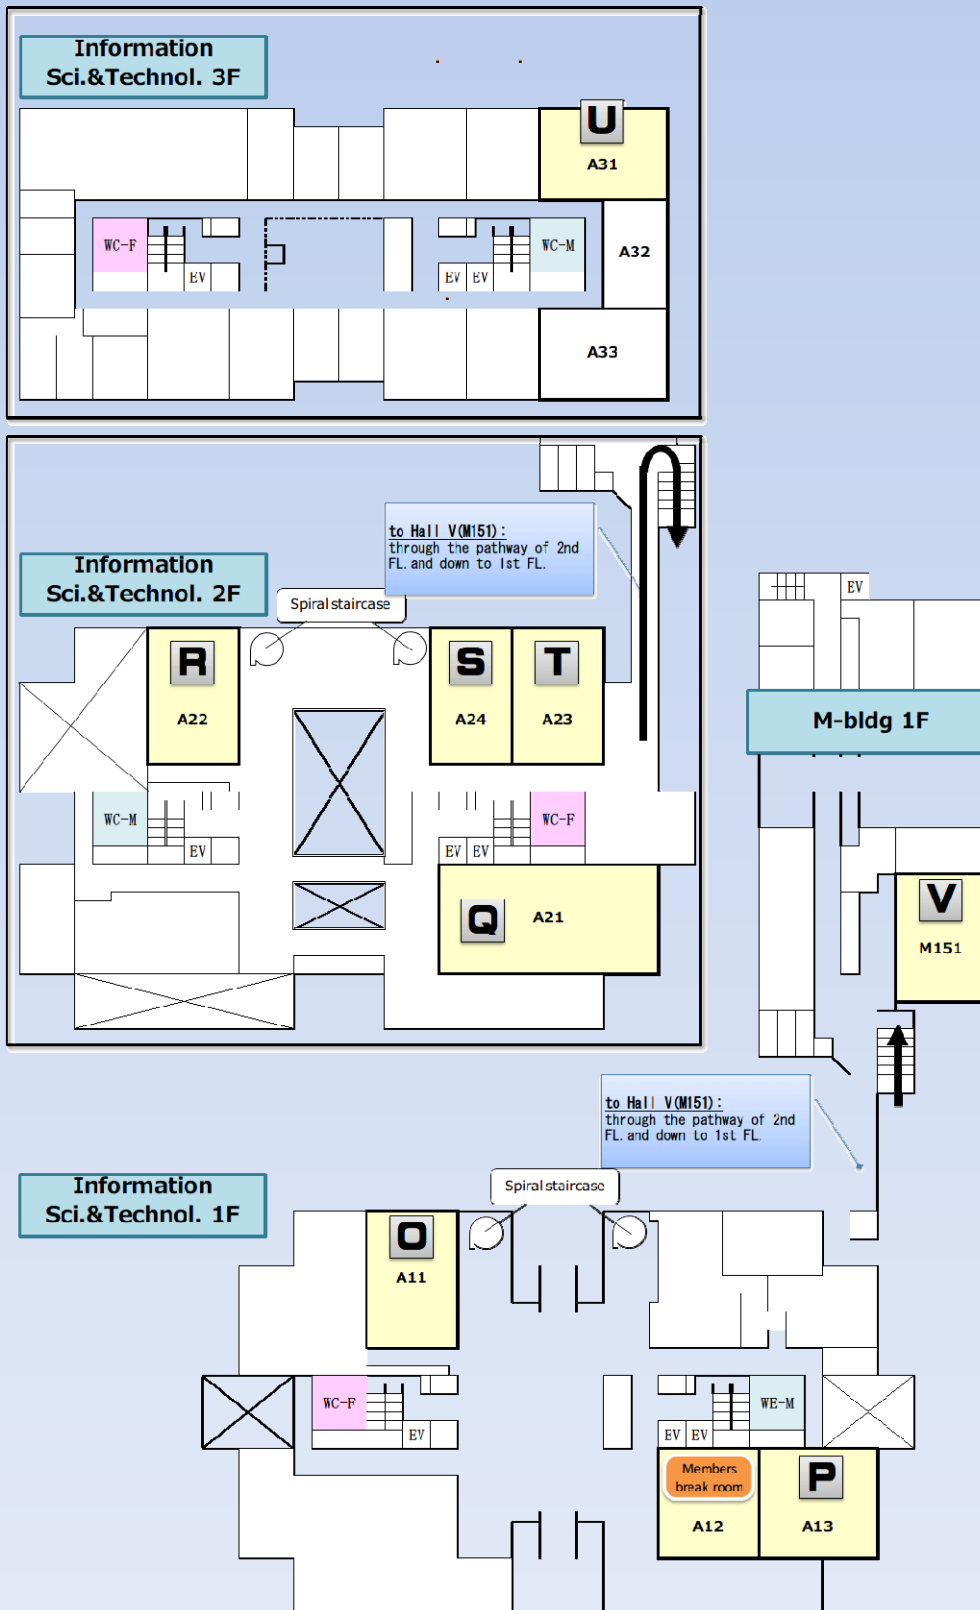 Information
Sci.&Technol. 3F
U
A31
WC-F
EV
EV
EV
WC-M
A32
A33
to Hall V(M151):
through the pathway of 2nd
FL. and down to 1st FL.
Information
Sci.&Technol. 2F
Spiral staircase
R
A22
S
A24
T
A23
WC-M
EV
EV
EV
WC-F
Q
A21
EV
M-bldg 1F
V
M151
to Hall V(M151):
through the pathway of 2nd
FL. and down to 1st FL.
Information
Sci.&Technol. 1F
Spiral staircase
O
A11
WC-F
EV
EV
EV
WE-M
Members
break room
A12
P
A13